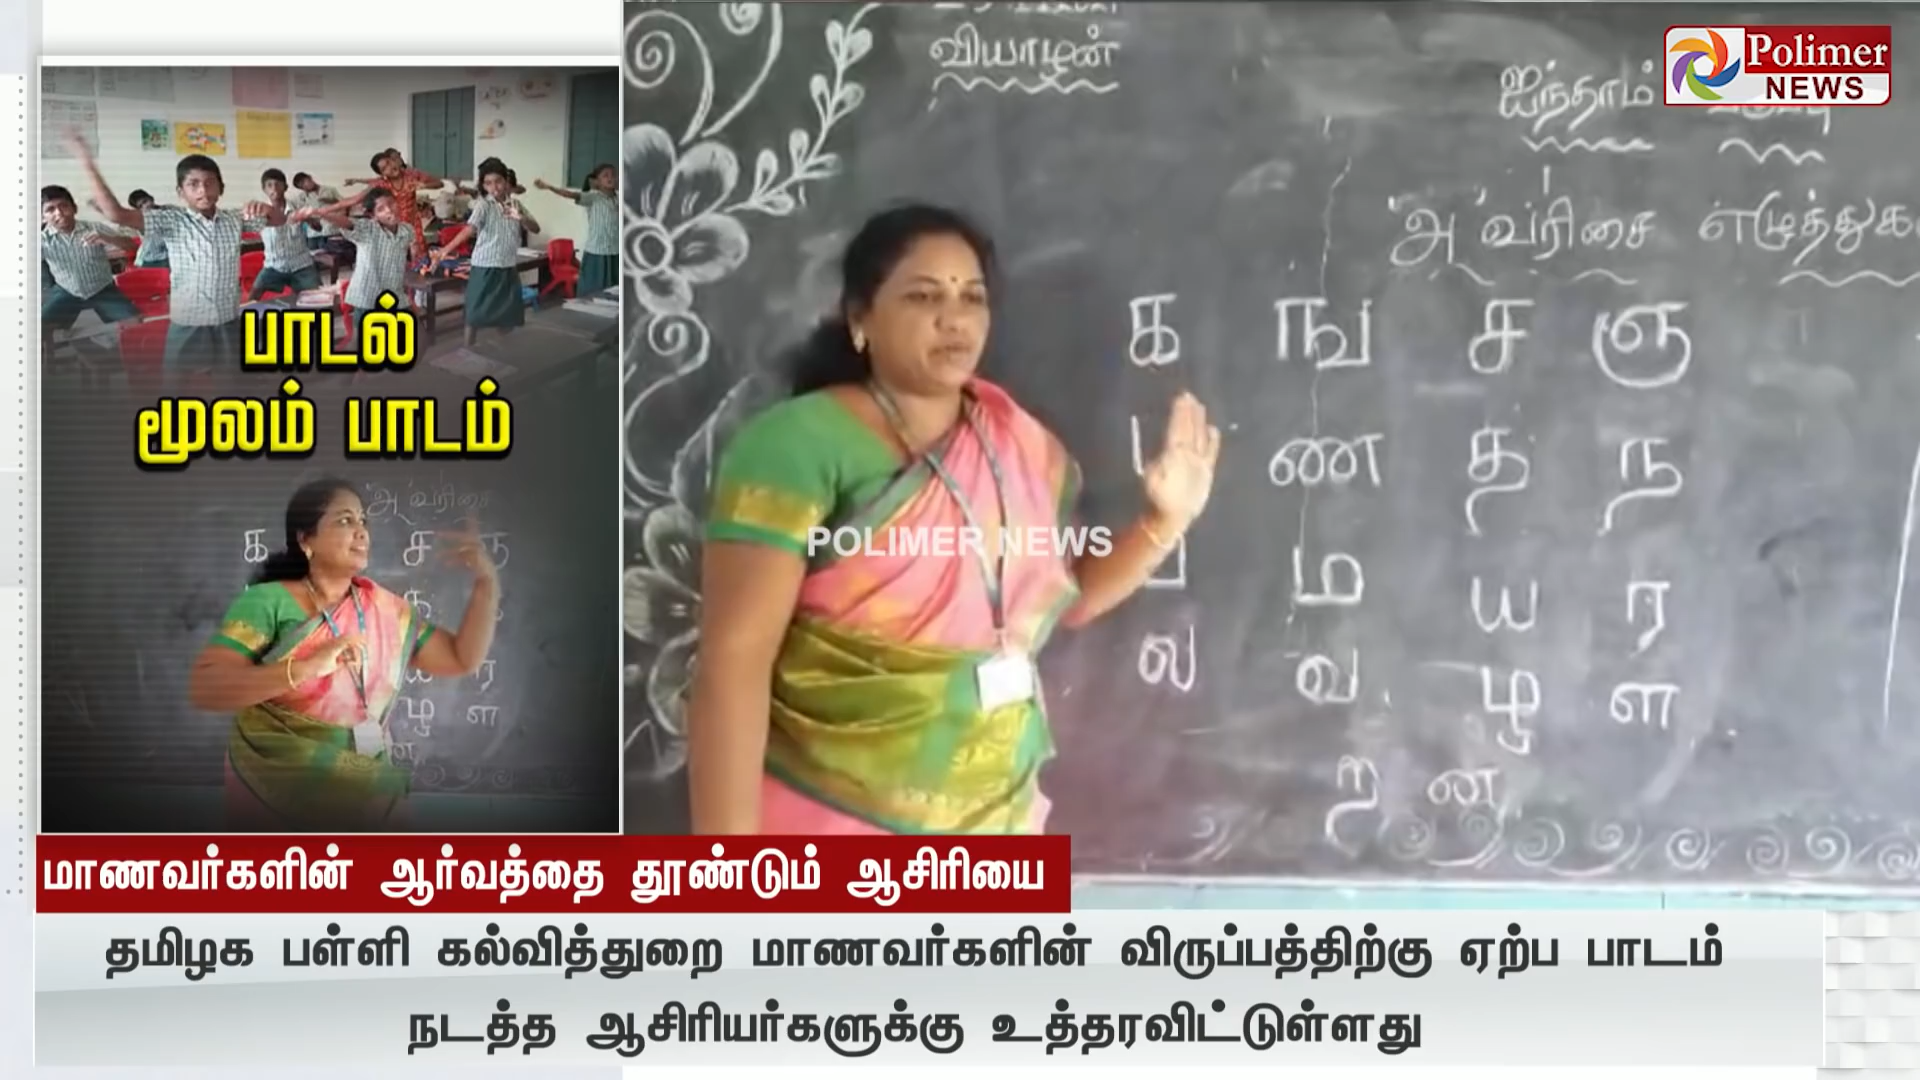 Polimer
NEWS
வியாழன்
ஐந்தாம்
'அ' வரிசை எழுத்துக
க ங ச ஞ
ண த ந
ம ய ர
ல வ ழ ள
ற ன
POLIMER NEWS
பாடல்
மூலம் பாடம்
'அ' வரிசை
க ச ஞ
ழ ள
மாணவர்களின் ஆர்வத்தை தூண்டும் ஆசிரியை
தமிழக பள்ளி கல்வித்துறை மாணவர்களின் விருப்பத்திற்கு ஏற்ப பாடம்
நடத்த ஆசிரியர்களுக்கு உத்தரவிட்டுள்ளது